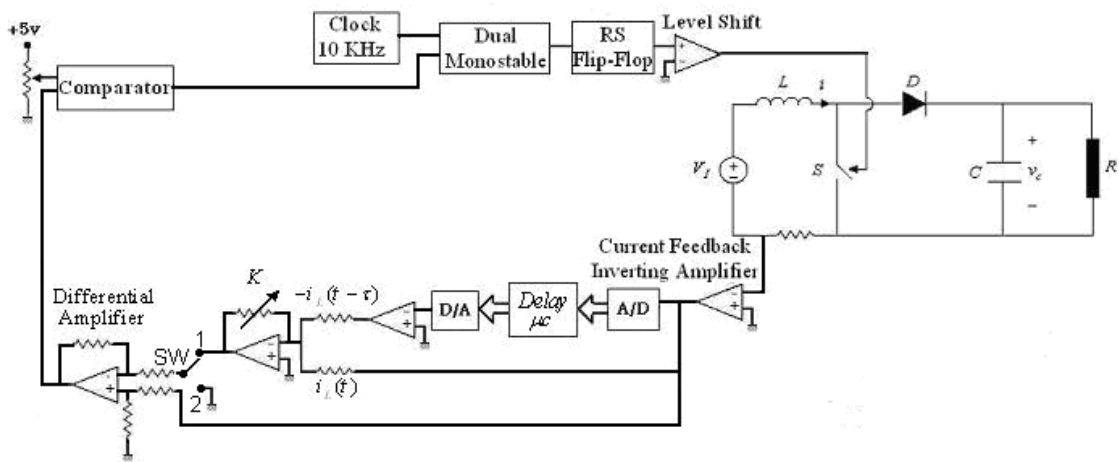 +5v
Clock
10 KHz
Dual
Monostable
RS
Flip-Flop
Level Shift
Comparator
L
i
D
V_I
S
C
+
v_c
−
R
Current Feedback
Inverting Amplifier
K
−i_L(t−τ)
D/A
Delay
μc
A/D
Differential
Amplifier
SW
1
2
i_L(t)